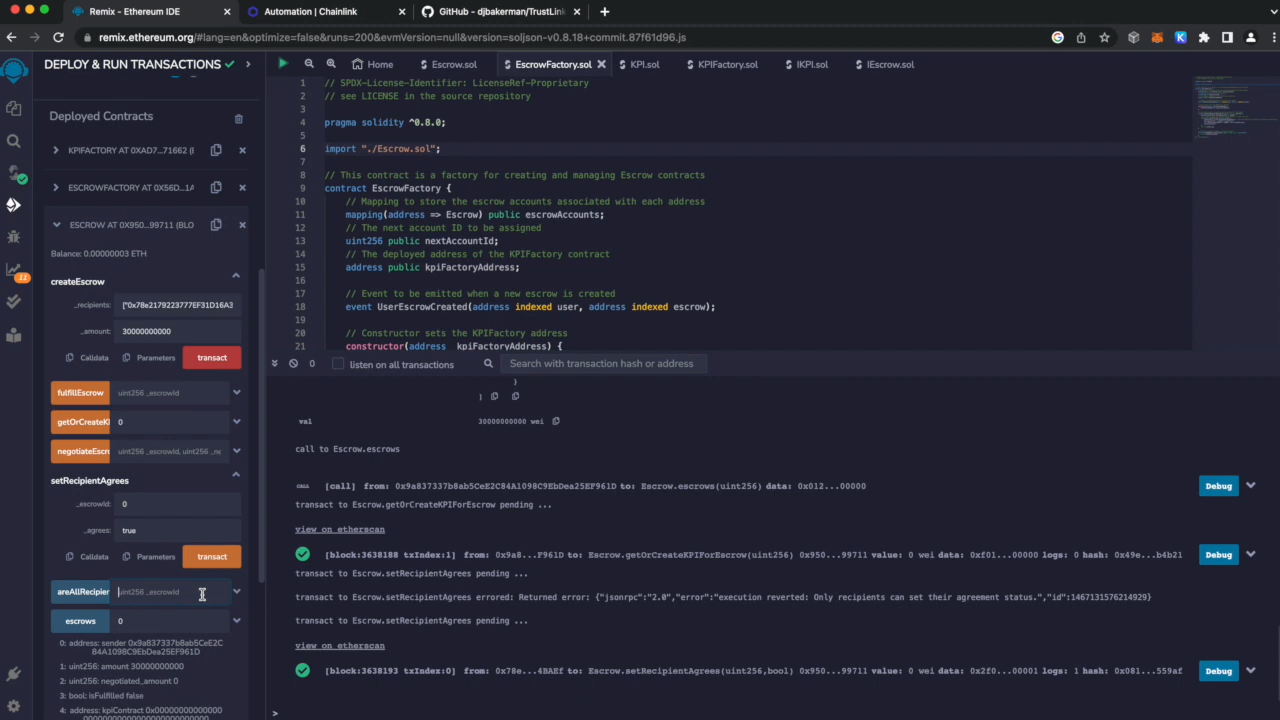 Remix - Ethereum IDE
Automation | Chainlink
GitHub - djbakerman/TrustLink
remix.ethereum.org/#lang=en&optimize=false&runs=200&evmVersion=null&version=soljson-v0.8.18+commit.87f61d96.js
DEPLOY & RUN TRANSACTIONS
Home
Escrow.sol
EscrowFactory.sol
KPI.sol
KPIFactory.sol
IKPI.sol
IEscrow.sol
Deployed Contracts
KPIFACTORY AT 0XAD7...71662 (
ESCROWFACTORY AT 0X56D...1A
ESCROW AT 0X950...99711 (BLO
Balance: 0.00000003 ETH
createEscrow
_recipients:
["0x78e2179223777EF31D16A3
_amount:
30000000000
Calldata
Parameters
transact
fulfillEscrow
uint256 _escrowId
getOrCreateKI
0
negotiateEscro
uint256 _escrowId, uint256 _ne
setRecipientAgrees
_escrowId:
0
_agrees:
true
Calldata
Parameters
transact
areAllRecipier
uint256 _escrowId
escrows
0
0: address: sender 0x9a837337b8ab5CeE2C
84A1098C9EbDea25EF961D
1: uint256: amount 30000000000
2: uint256: negotiated_amount 0
3: bool: isFulfilled false
4: address: kpiContract 0x00000000000000
11
1 // SPDX-License-Identifier: LicenseRef-Proprietary
2 // see LICENSE in the source repository
3
4 pragma solidity ^0.8.0;
5
6 import "./Escrow.sol";
7
8 // This contract is a factory for creating and managing Escrow contracts
9 contract EscrowFactory {
10 // Mapping to store the escrow accounts associated with each address
11 mapping(address => Escrow) public escrowAccounts;
12 // The next account ID to be assigned
13 uint256 public nextAccountId;
14 // The deployed address of the KPIFactory contract
15 address public kpiFactoryAddress;
16
17 // Event to be emitted when a new escrow is created
18 event UserEscrowCreated(address indexed user, address indexed escrow);
19
20 // Constructor sets the KPIFactory address
21 constructor(address _kpiFactoryAddress) {
0
listen on all transactions
Search with transaction hash or address
)
]
val
30000000000 wei
call to Escrow.escrows
CALL [call] from: 0x9a837337b8ab5CeE2C84A1098C9EbDea25EF961D to: Escrow.escrows(uint256) data: 0x012...00000
Debug
transact to Escrow.getOrCreateKPIForEscrow pending ...
view on etherscan
[block:3638188 txIndex:1] from: 0x9a8...F961D to: Escrow.getOrCreateKPIForEscrow(uint256) 0x950...99711 value: 0 wei data: 0xf01...00000 logs: 0 hash: 0x49e...b4b21
Debug
transact to Escrow.setRecipientAgrees pending ...
transact to Escrow.setRecipientAgrees errored: Returned error: {"jsonrpc":"2.0","error":"execution reverted: Only recipients can set their agreement status.","id":1467131576214929}
transact to Escrow.setRecipientAgrees pending ...
view on etherscan
[block:3638193 txIndex:0] from: 0x78e...4BAEf to: Escrow.setRecipientAgrees(uint256,bool) 0x950...99711 value: 0 wei data: 0x2f0...00001 logs: 1 hash: 0x081...559af
Debug
>